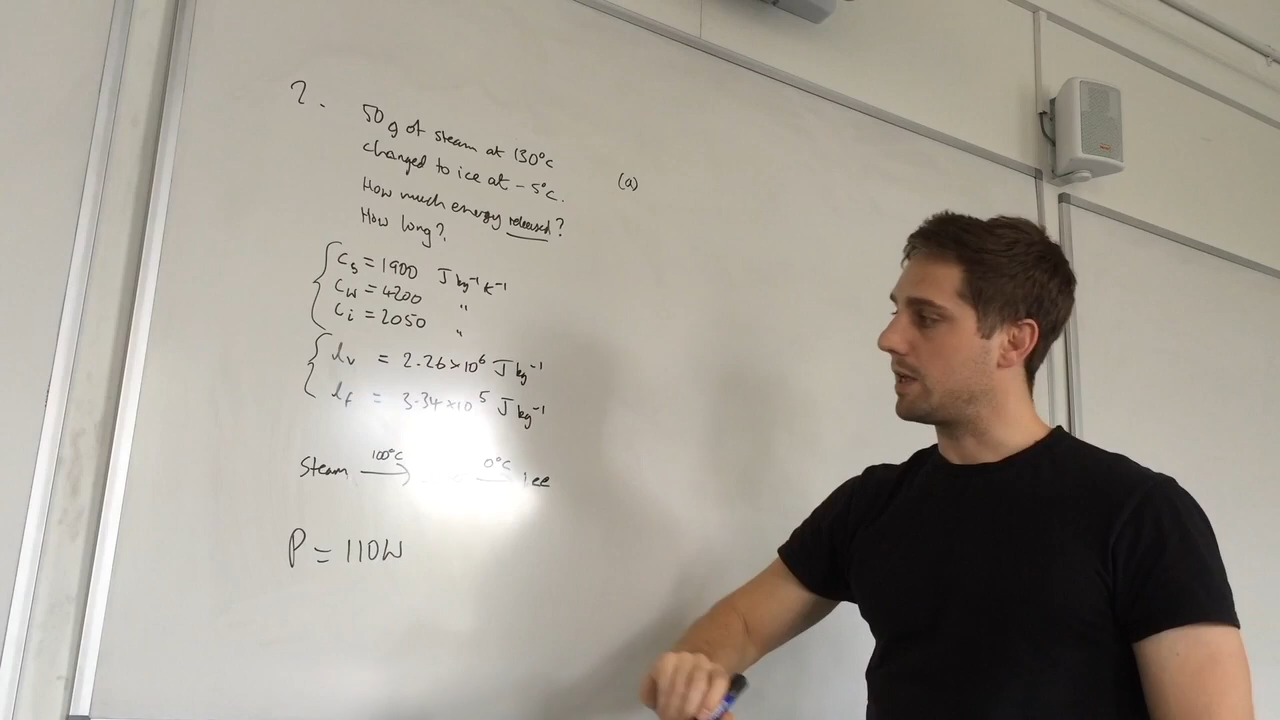 2.
50g of steam at 130°C
changed to ice at -5°C.
How much energy released?
How long?
(a)
Cs = 1900 J kg⁻¹ K⁻¹
Cw = 4200 "
Ci = 2050 "
lv = 2.26×10⁶ J kg⁻¹
lf = 3.34×10⁵ J kg⁻¹
Steam 100°C → 0°C → ice
P = 110W